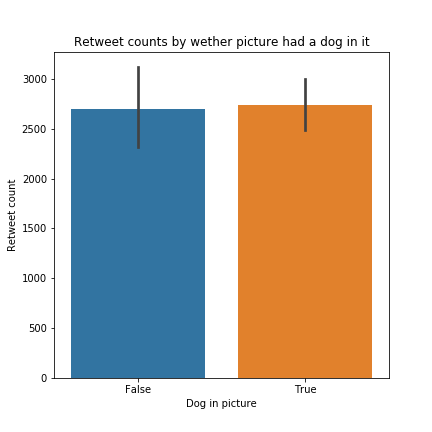 Retweet counts by wether picture had a dog in it
3000
2500
2000
1500
1000
500
0
Retweet count
False True
Dog in picture